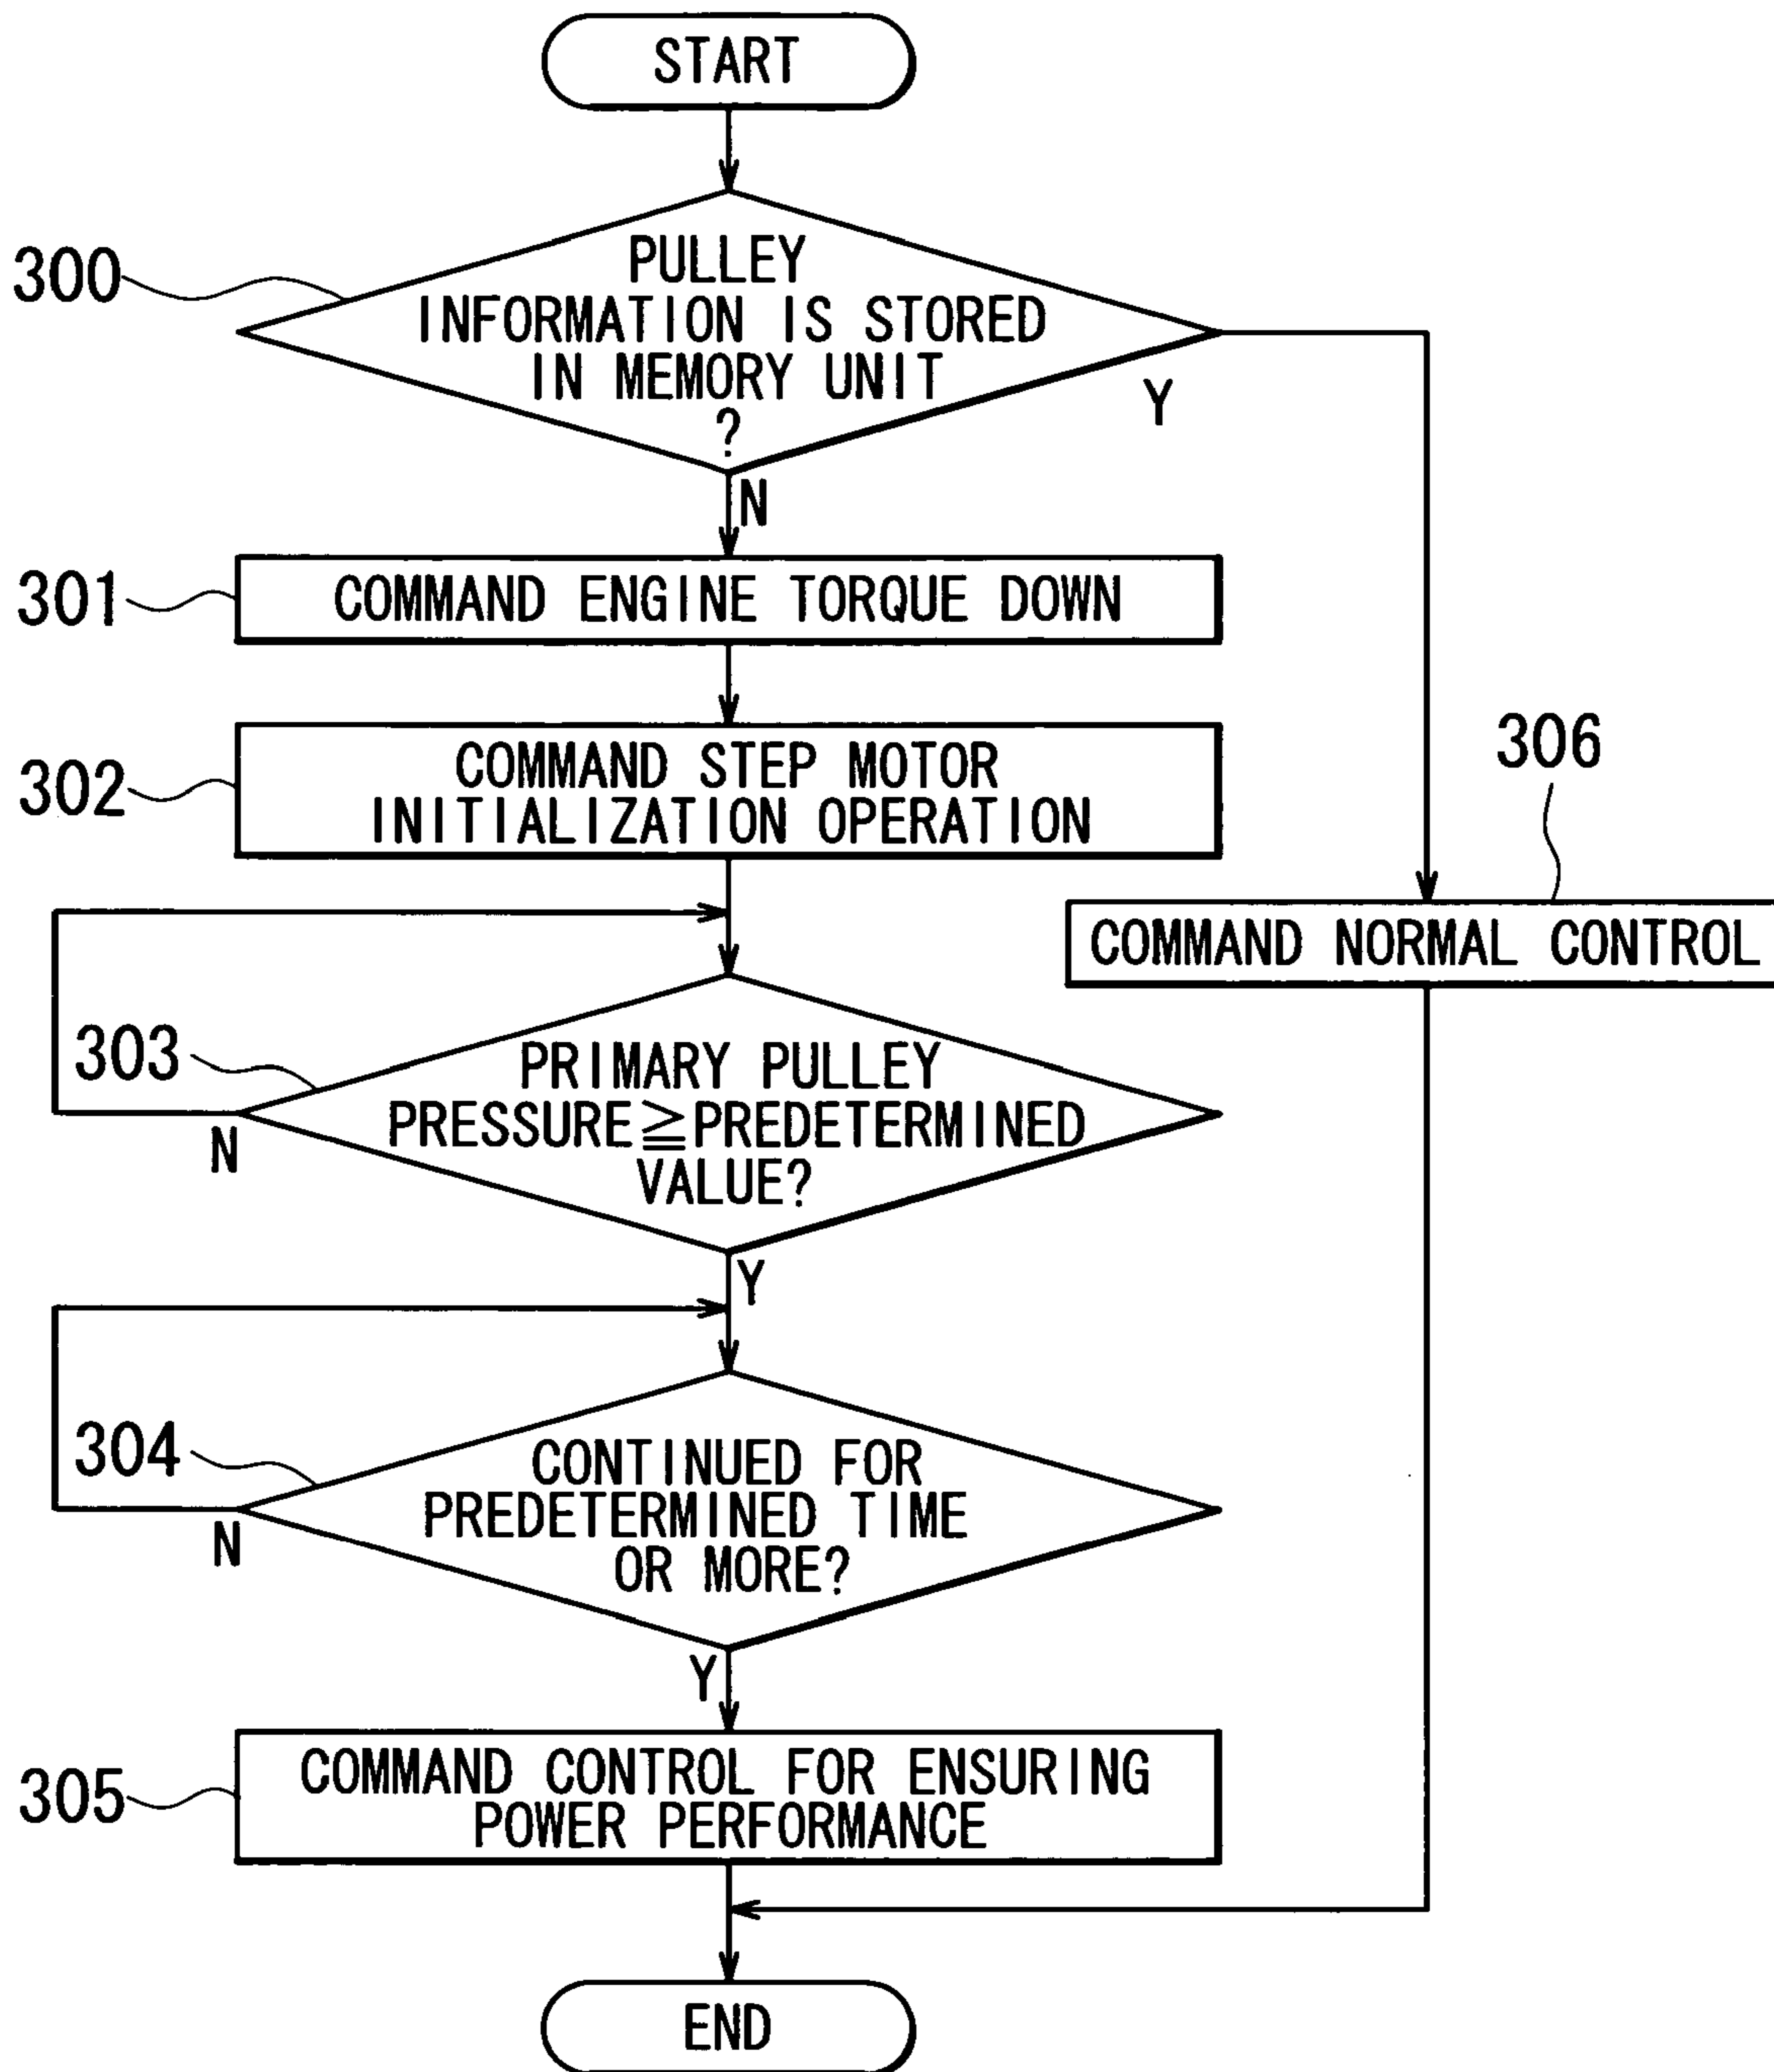 START
300
PULLEY
INFORMATION IS STORED
IN MEMORY UNIT
?
Y
N
301
COMMAND ENGINE TORQUE DOWN
302
COMMAND STEP MOTOR
INITIALIZATION OPERATION
306
COMMAND NORMAL CONTROL
303
PRIMARY PULLEY
PRESSURE≧PREDETERMINED
VALUE?
N
Y
304
CONTINUED FOR
PREDETERMINED TIME
OR MORE?
N
Y
305
COMMAND CONTROL FOR ENSURING
POWER PERFORMANCE
END